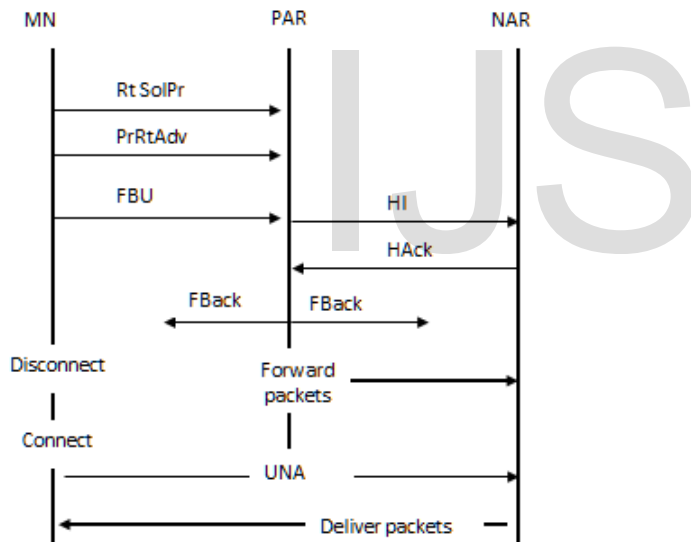 MN PAR NAR
IJS
Rt SolPr
PrRtAdv
FBU
HI
HAck
FBack FBack
Disconnect
Forward
packets
Connect
UNA
Deliver packets